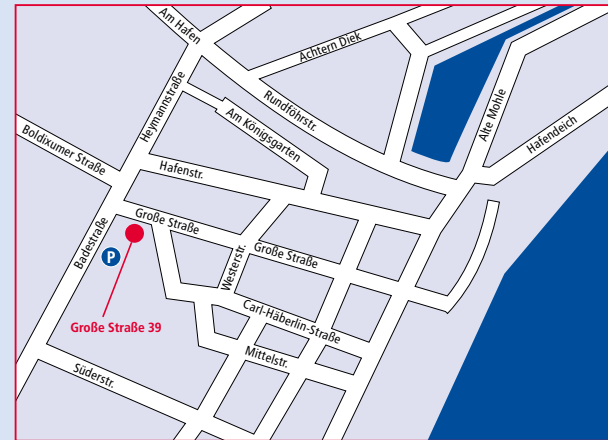 Am Hafen
Achtern Diek
Heymannstraße
Rundföhrstr.
Alte Mohle
Am Königsgarten
Hafendeich
Boldixumer Straße
Hafenstr.
Große Straße
Badestraße
P
Westerstr.
Große Straße
Carl-Häberlin-Straße
Große Straße 39
Mittelstr.
Süderstr.